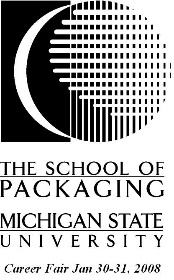 THE SCHOOL OF
PACKAGING
MICHIGAN STATE
UNIVERSITY
Career Fair Jan 30-31, 2008